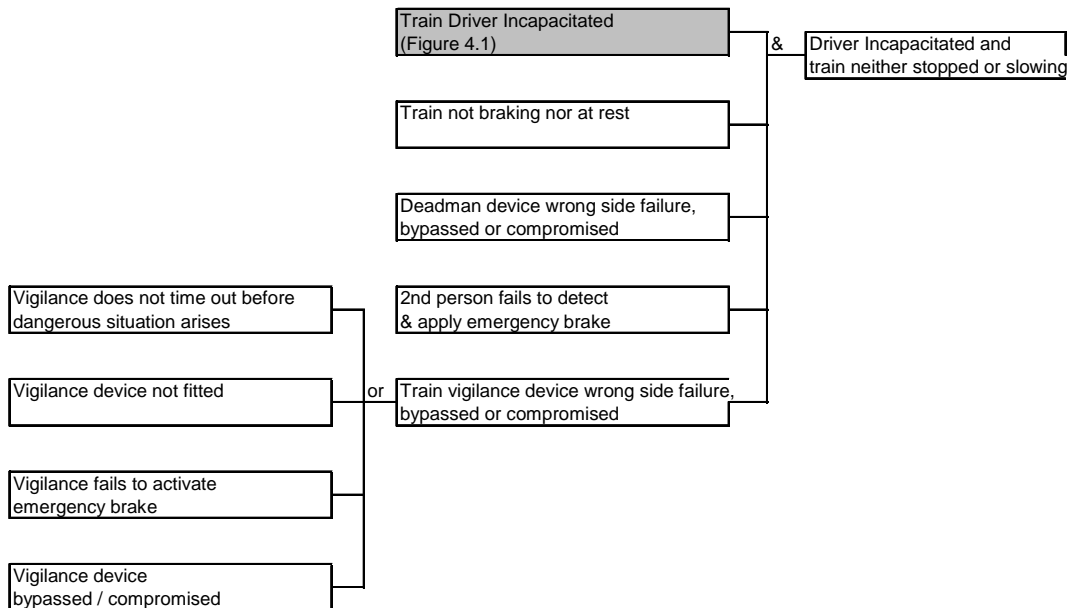 Train Driver Incapacitated
(Figure 4.1)
&
Driver Incapacitated and
train neither stopped or slowing
Train not braking nor at rest
Deadman device wrong side failure,
bypassed or compromised
Vigilance does not time out before
dangerous situation arises
2nd person fails to detect
& apply emergency brake
Vigilance device not fitted
or
Train vigilance device wrong side failure,
bypassed or compromised
Vigilance fails to activate
emergency brake
Vigilance device
bypassed / compromised